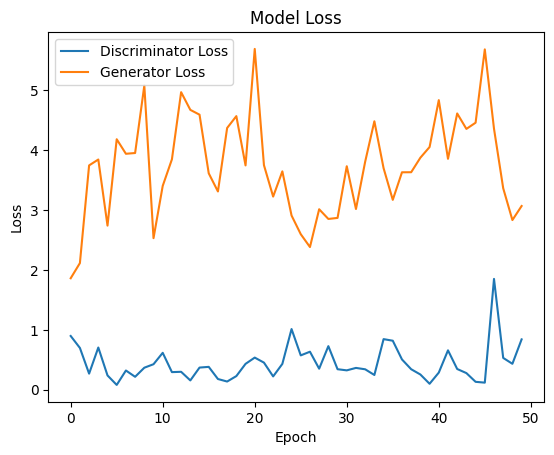 Model Loss
Discriminator Loss
Generator Loss
5
4
3
2
1
0
Loss
0 10 20 30 40 50
Epoch